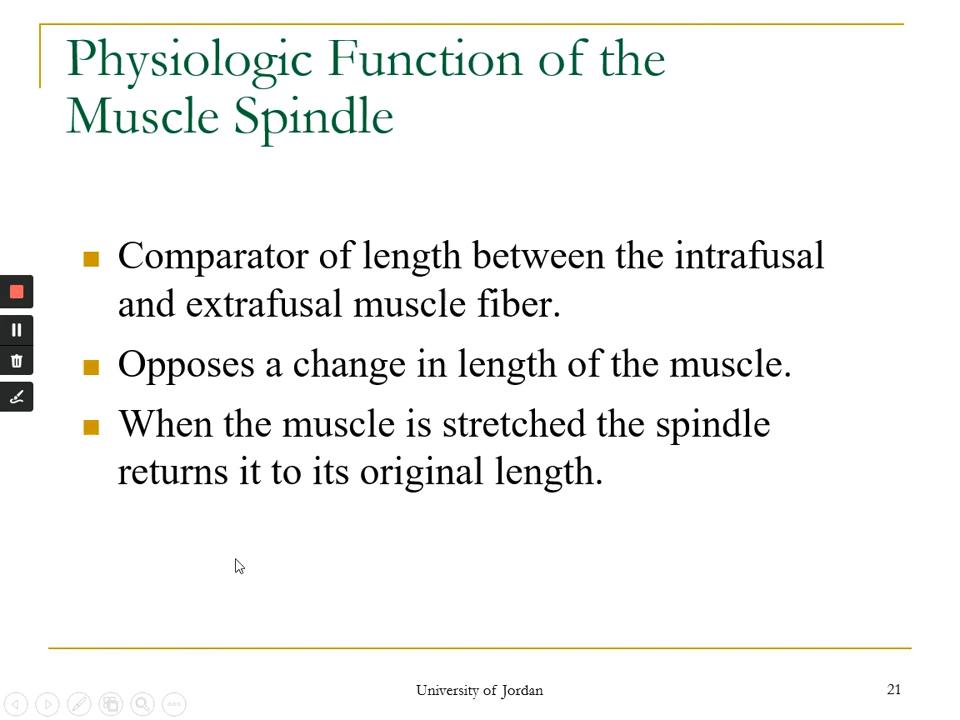 Physiologic Function of the
Muscle Spindle
Comparator of length between the intrafusal
and extrafusal muscle fiber.
Opposes a change in length of the muscle.
When the muscle is stretched the spindle
returns it to its original length.
University of Jordan
21